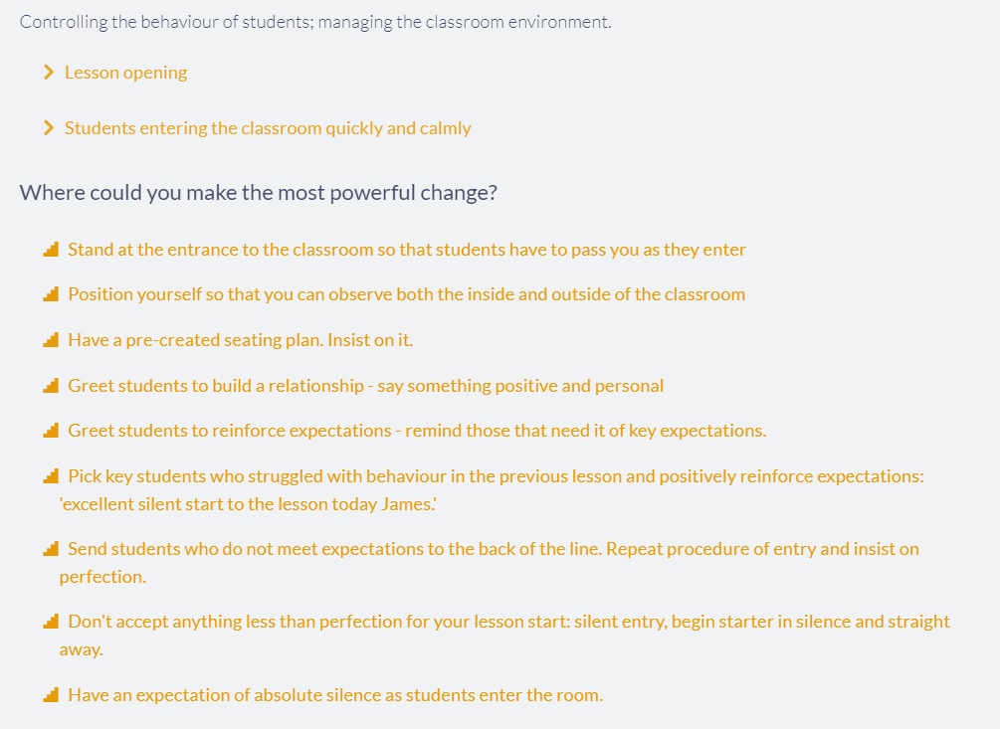 Controlling the behaviour of students; managing the classroom environment.
Lesson opening
Students entering the classroom quickly and calmly
Where could you make the most powerful change?
Stand at the entrance to the classroom so that students have to pass you as they enter
Position yourself so that you can observe both the inside and outside of the classroom
Have a pre-created seating plan. Insist on it.
Greet students to build a relationship - say something positive and personal
Greet students to reinforce expectations - remind those that need it of key expectations.
Pick key students who struggled with behaviour in the previous lesson and positively reinforce expectations:
'excellent silent start to the lesson today James.'
Send students who do not meet expectations to the back of the line. Repeat procedure of entry and insist on
perfection.
Don't accept anything less than perfection for your lesson start: silent entry, begin starter in silence and straight
away.
Have an expectation of absolute silence as students enter the room.